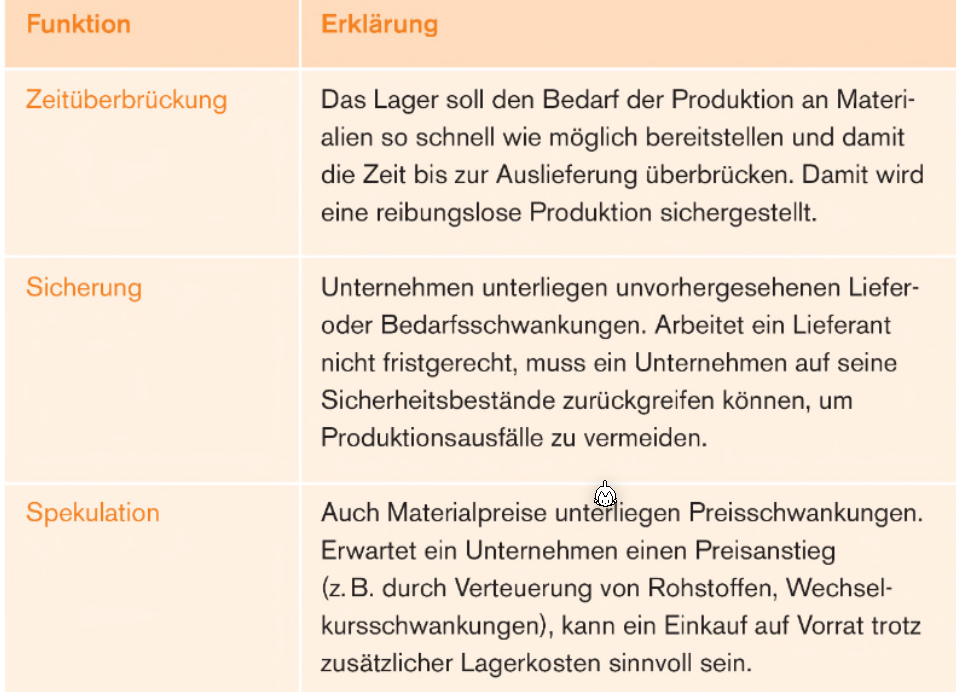 Funktion
Erklärung
Zeitüberbrückung
Das Lager soll den Bedarf der Produktion an Materi-
alien so schnell wie möglich bereitstellen und damit
die Zeit bis zur Auslieferung überbrücken. Damit wird
eine reibungslose Produktion sichergestellt.
Sicherung
Unternehmen unterliegen unvorhergesehenen Liefer-
oder Bedarfsschwankungen. Arbeitet ein Lieferant
nicht fristgerecht, muss ein Unternehmen auf seine
Sicherheitsbestände zurückgreifen können, um
Produktionsausfälle zu vermeiden.
Spekulation
Auch Materialpreise unterliegen Preisschwankungen.
Erwartet ein Unternehmen einen Preisanstieg
(z. B. durch Verteuerung von Rohstoffen, Wechsel-
kursschwankungen), kann ein Einkauf auf Vorrat trotz
zusätzlicher Lagerkosten sinnvoll sein.